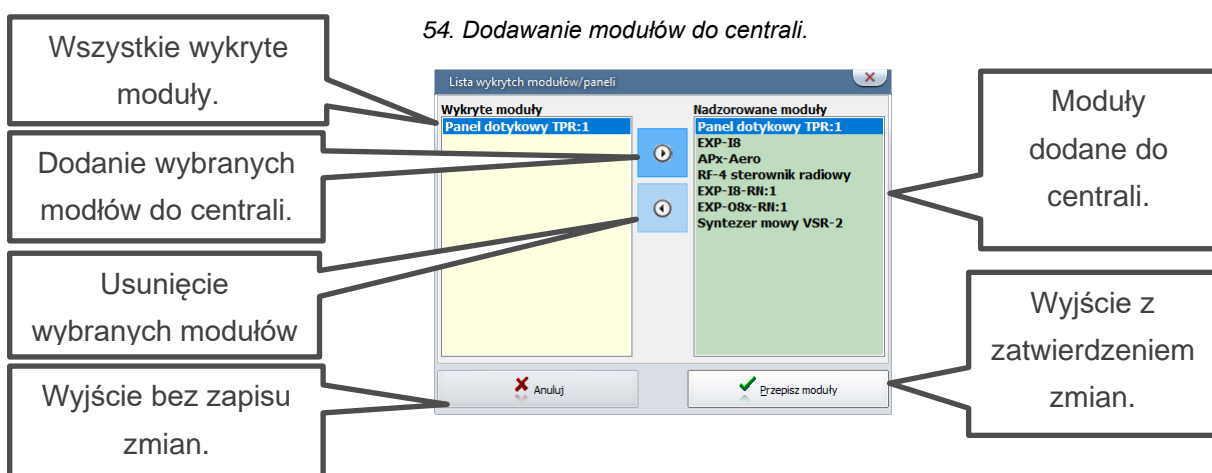 54. Dodawanie modułów do centrali.
Wszystkie wykryte
moduły.
Dodanie wybranych
modłów do centrali.
Usunięcie
wybranych modułów
Wyjście bez zapisu
zmian.
Lista wykrytch modułów/paneli
Wykryte moduły
Panel dotykowy TPR:1
Nadzorowane moduły
Panel dotykowy TPR:1
EXP-I8
APx-Aero
RF-4 sterownik radiowy
EXP-I8-RN:1
EXP-O8x-RN:1
Syntezer mowy VSR-2
Anuluj
Przepisz moduły
Moduły
dodane do
centrali.
Wyjście z
zatwierdzeniem
zmian.